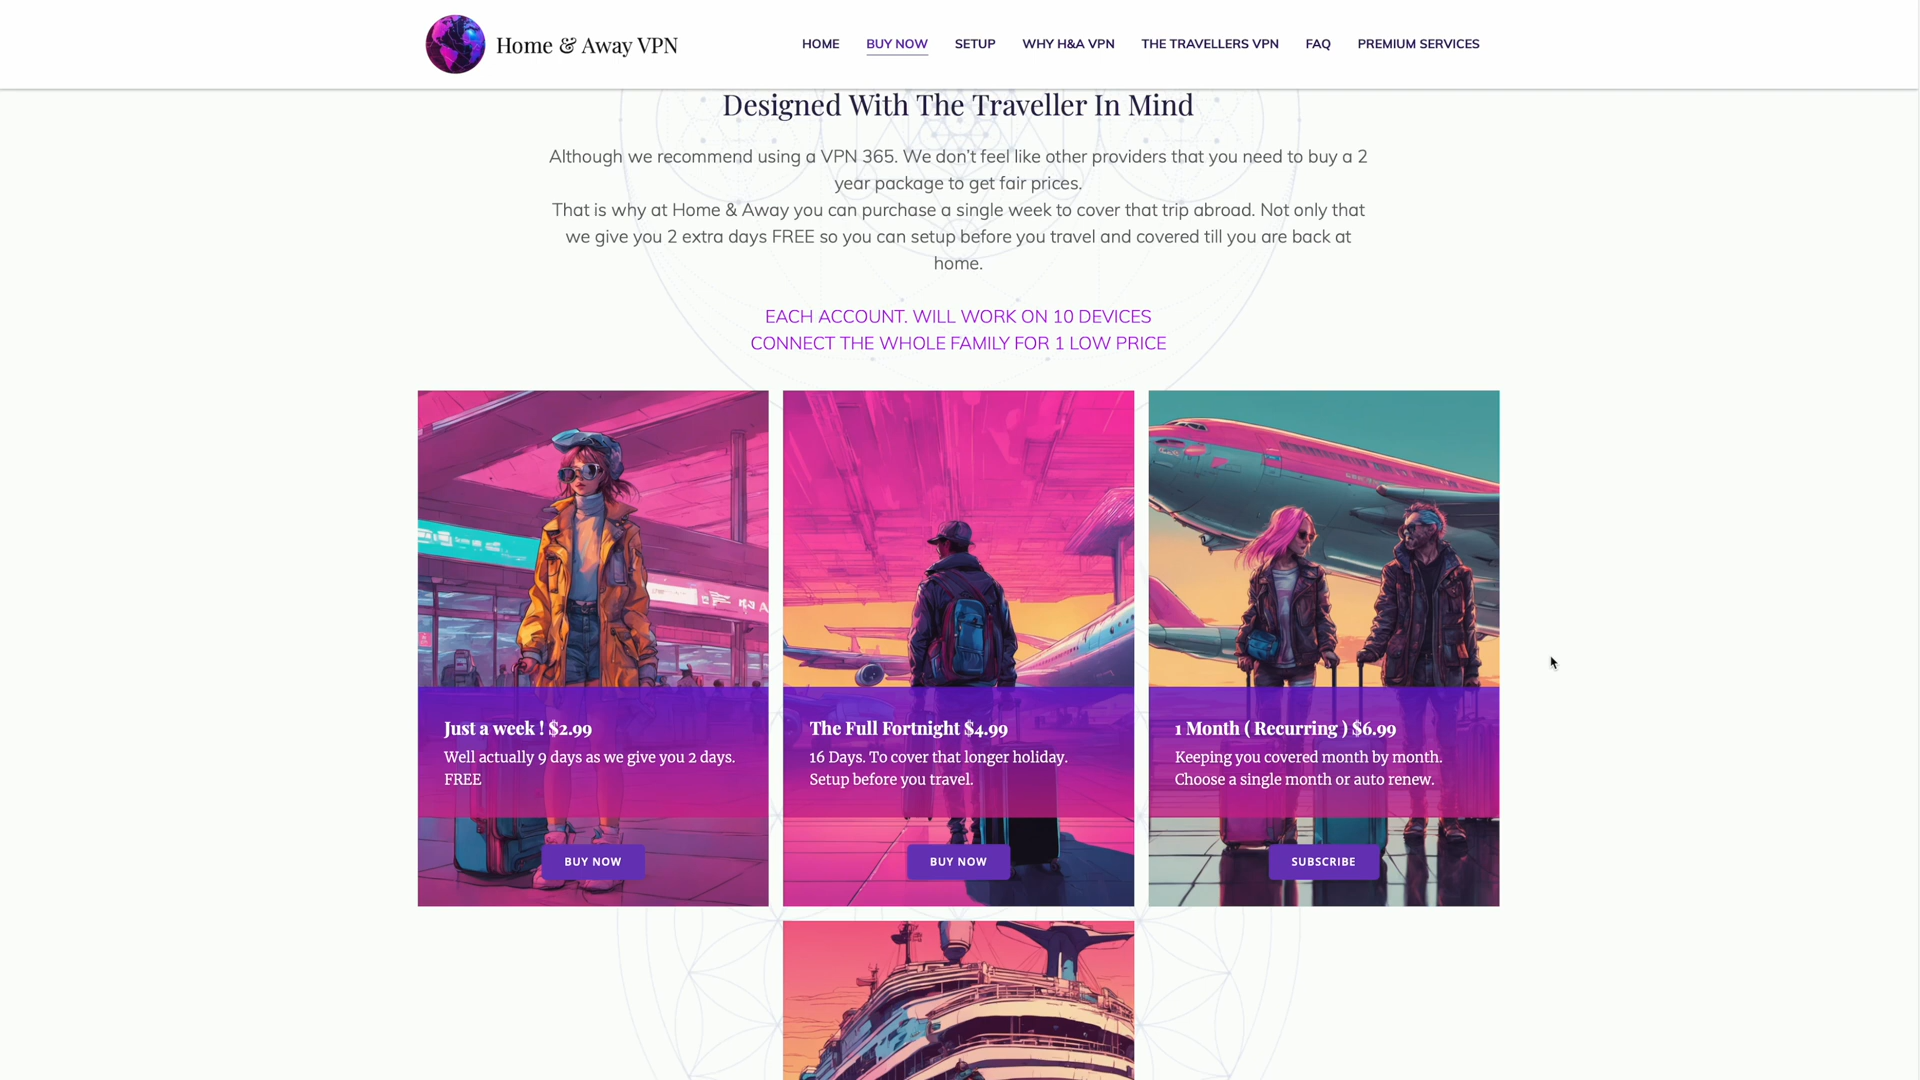 Home & Away VPN
HOME
BUY NOW
SETUP
WHY H&A VPN
THE TRAVELLERS VPN
FAQ
PREMIUM SERVICES
Designed With The Traveller In Mind
Although we recommend using a VPN 365. We don't feel like other providers that you need to buy a 2
year package to get fair prices.
That is why at Home & Away you can purchase a single week to cover that trip abroad. Not only that
we give you 2 extra days FREE so you can setup before you travel and covered till you are back at
home.
EACH ACCOUNT. WILL WORK ON 10 DEVICES
CONNECT THE WHOLE FAMILY FOR 1 LOW PRICE
Just a week ! $2.99
Well actually 9 days as we give you 2 days.
FREE
BUY NOW
The Full Fortnight $4.99
16 Days. To cover that longer holiday.
Setup before you travel.
BUY NOW
1 Month ( Recurring ) $6.99
Keeping you covered month by month.
Choose a single month or auto renew.
SUBSCRIBE